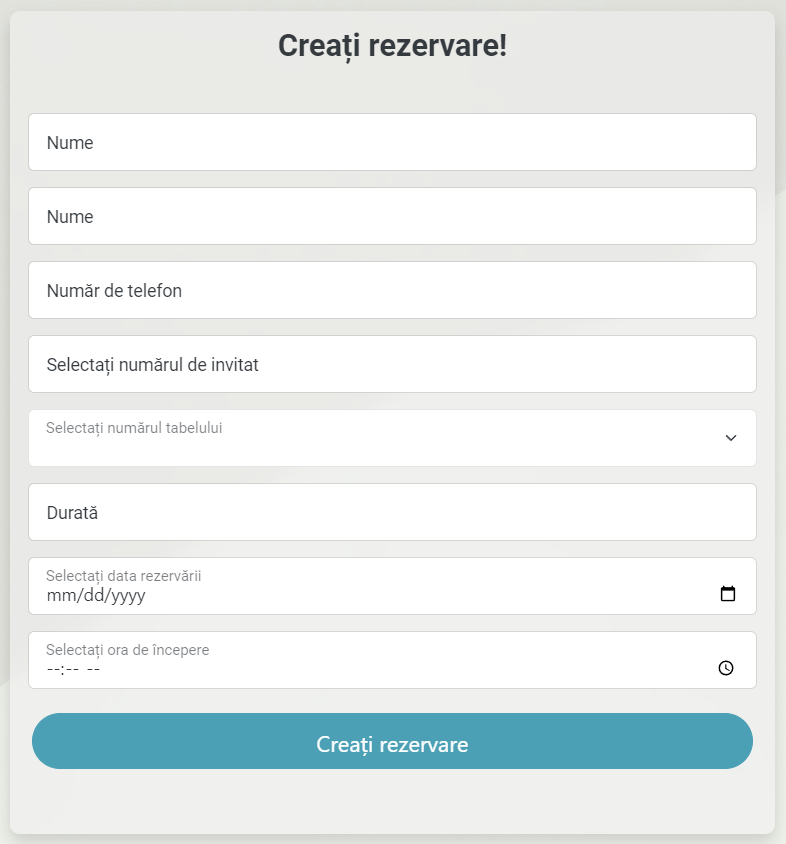 Creați rezervare!
Nume
Nume
Număr de telefon
Selectați numărul de invitat
Selectați numărul tabelului
Durată
Selectați data rezervării
mm/dd/yyyy
Selectați ora de începere
--:-- --
Creați rezervare